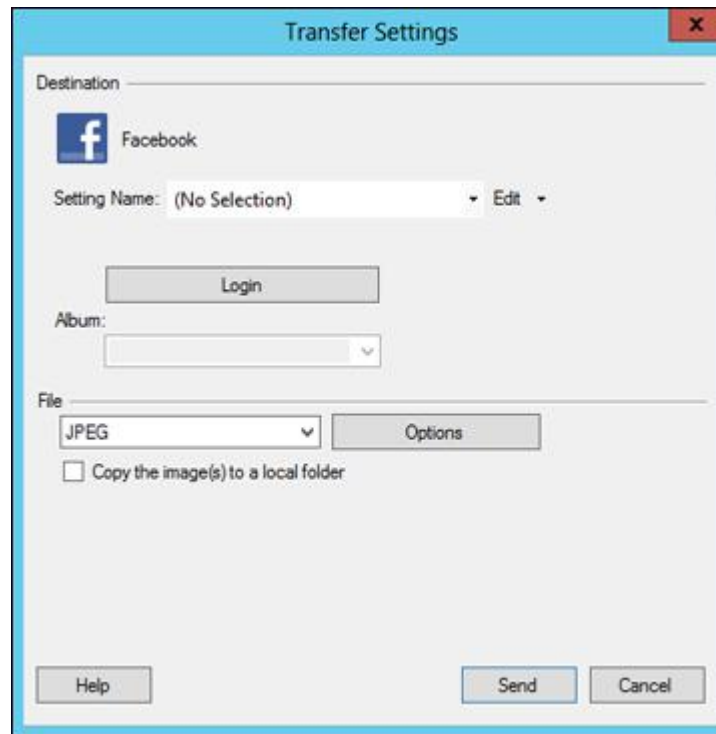 Transfer Settings
x
Destination
f
Facebook
Setting Name: (No Selection) Edit
Login
Album:
File
JPEG Options
Copy the image(s) to a local folder
Help Send Cancel